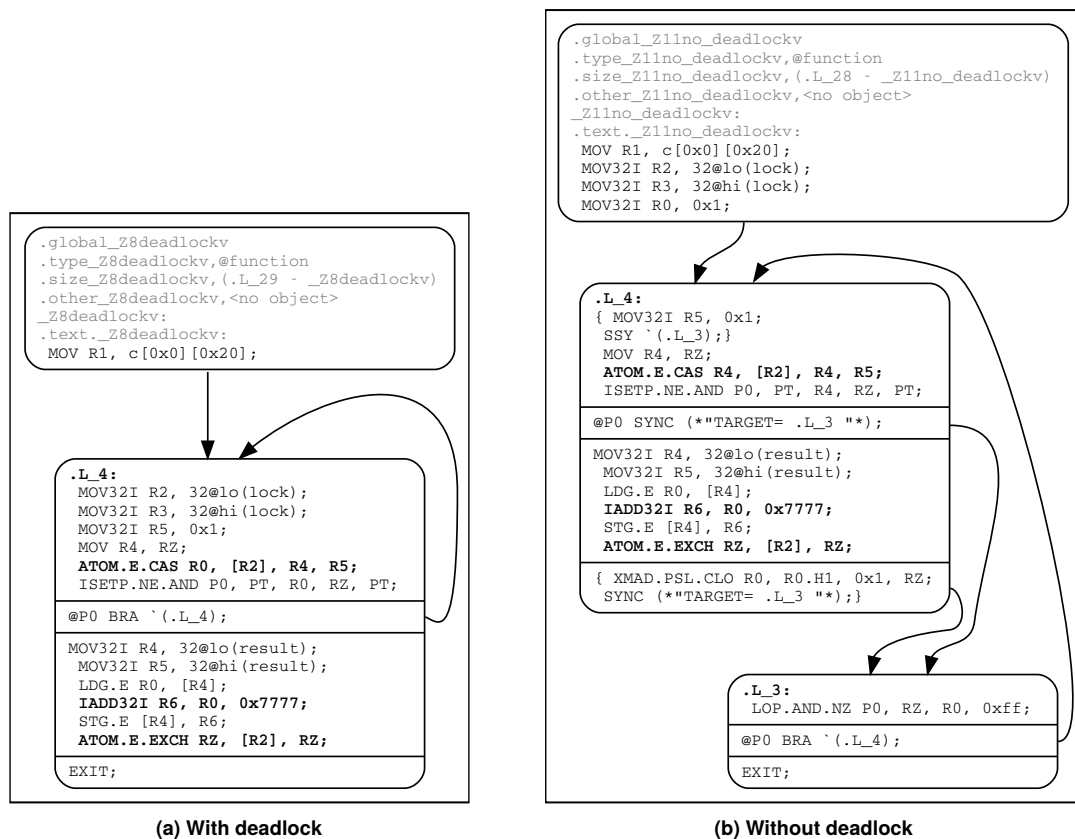 .global_Z8deadlockv
.type_Z8deadlockv,@function
.size_Z8deadlockv,(.L_29 - _Z8deadlockv)
.other_Z8deadlockv,<no object>
_Z8deadlockv:
.text._Z8deadlockv:
MOV R1, c[0x0][0x20];
.L_4:
MOV32I R2, 32@lo(lock);
MOV32I R3, 32@hi(lock);
MOV32I R5, 0x1;
MOV R4, RZ;
ATOM.E.CAS R0, [R2], R4, R5;
ISETP.NE.AND P0, PT, R0, RZ, PT;
@P0 BRA `(.L_4);
MOV32I R4, 32@lo(result);
MOV32I R5, 32@hi(result);
LDG.E R0, [R4];
IADD32I R6, R0, 0x7777;
STG.E [R4], R6;
ATOM.E.EXCH RZ, [R2], RZ;
EXIT;
(a) With deadlock
.global_Z11no_deadlockv
.type_Z11no_deadlockv,@function
.size_Z11no_deadlockv,(.L_28 - _Z11no_deadlockv)
.other_Z11no_deadlockv,<no object>
_Z11no_deadlockv:
.text._Z11no_deadlockv:
MOV R1, c[0x0][0x20];
MOV32I R2, 32@lo(lock);
MOV32I R3, 32@hi(lock);
MOV32I R0, 0x1;
.L_4:
{ MOV32I R5, 0x1;
SSY `(.L_3);}
MOV R4, RZ;
ATOM.E.CAS R4, [R2], R4, R5;
ISETP.NE.AND P0, PT, R4, RZ, PT;
@P0 SYNC (*"TARGET= .L_3 "*);
MOV32I R4, 32@lo(result);
MOV32I R5, 32@hi(result);
LDG.E R0, [R4];
IADD32I R6, R0, 0x7777;
STG.E [R4], R6;
ATOM.E.EXCH RZ, [R2], RZ;
{ XMAD.PSL.CLO R0, R0.H1, 0x1, RZ;
SYNC (*"TARGET= .L_3 "*);}
.L_3:
LOP.AND.NZ P0, RZ, R0, 0xff;
@P0 BRA `(.L_4);
EXIT;
(b) Without deadlock